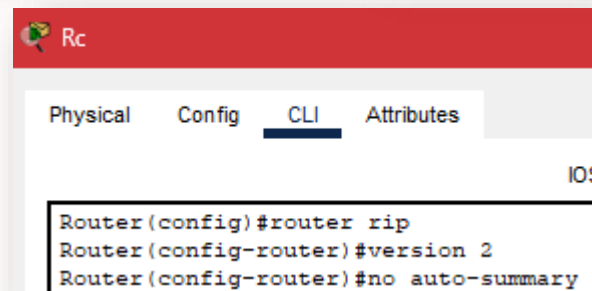 Rc
Physical Config CLI Attributes
IOS
Router(config)#router rip
Router(config-router)#version 2
Router(config-router)#no auto-summary